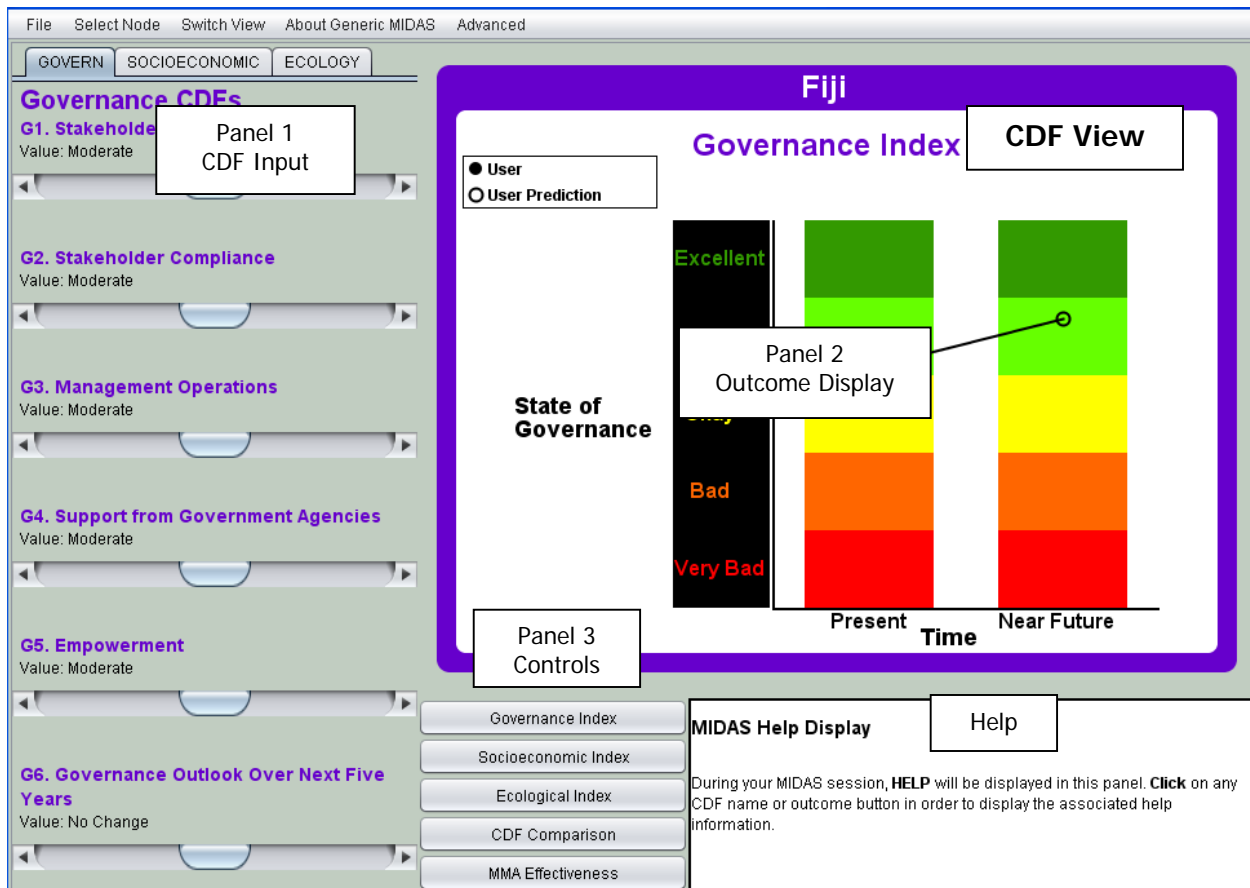 File Select Node Switch View About Generic MIDAS Advanced
GOVERN SOCIOECONOMIC ECOLOGY
Governance CDFs
G1. Stakeholde
Value: Moderate
Panel 1
CDF Input
G2. Stakeholder Compliance
Value: Moderate
G3. Management Operations
Value: Moderate
G4. Support from Government Agencies
Value: Moderate
G5. Empowerment
Value: Moderate
G6. Governance Outlook Over Next Five
Years
Value: No Change
Fiji
Governance Index
CDF View
User
User Prediction
Excellent
Panel 2
Outcome Display
State of
Governance
Bad
Very Bad
Present Near Future
Time
Panel 3
Controls
Governance Index
Socioeconomic Index
Ecological Index
CDF Comparison
MMA Effectiveness
MIDAS Help Display
Help
During your MIDAS session, HELP will be displayed in this panel. Click on any
CDF name or outcome button in order to display the associated help
information.